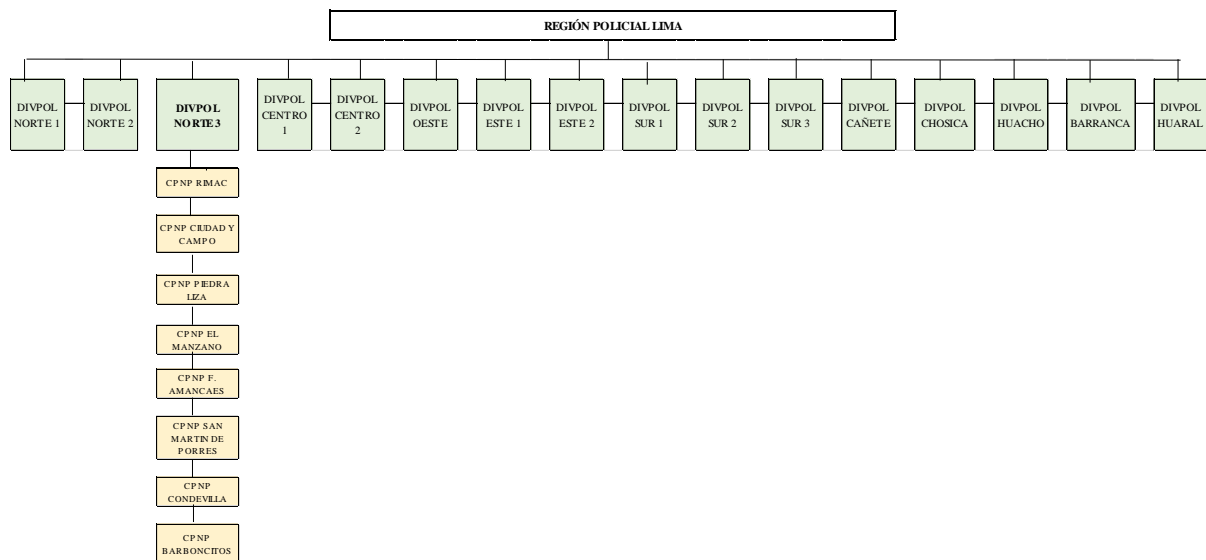 REGIÓN POLICIAL LIMA
DIVPOL
NORTE 1
DIVPOL
NORTE 2
DIVPOL
NORTE 3
DIVPOL
CENTRO
1
DIVPOL
CENTRO
2
DIVPOL
OESTE
DIVPOL
ESTE 1
DIVPOL
ESTE 2
DIVPOL
SUR 1
DIVPOL
SUR 2
DIVPOL
SUR 3
DIVPOL
CAÑETE
DIVPOL
CHOSICA
DIVPOL
HUACHO
DIVPOL
BARRANCA
DIVPOL
HUARAL
CPNP RIMAC
CPNP CIUDAD Y
CAMPO
CPNP PIEDRA
LIZA
CPNP EL
MANZANO
CPNP F.
AMANCAES
CPNP SAN
MARTIN DE
PORRES
CPNP
CONDEVILLA
CPNP
BARBONCITOS